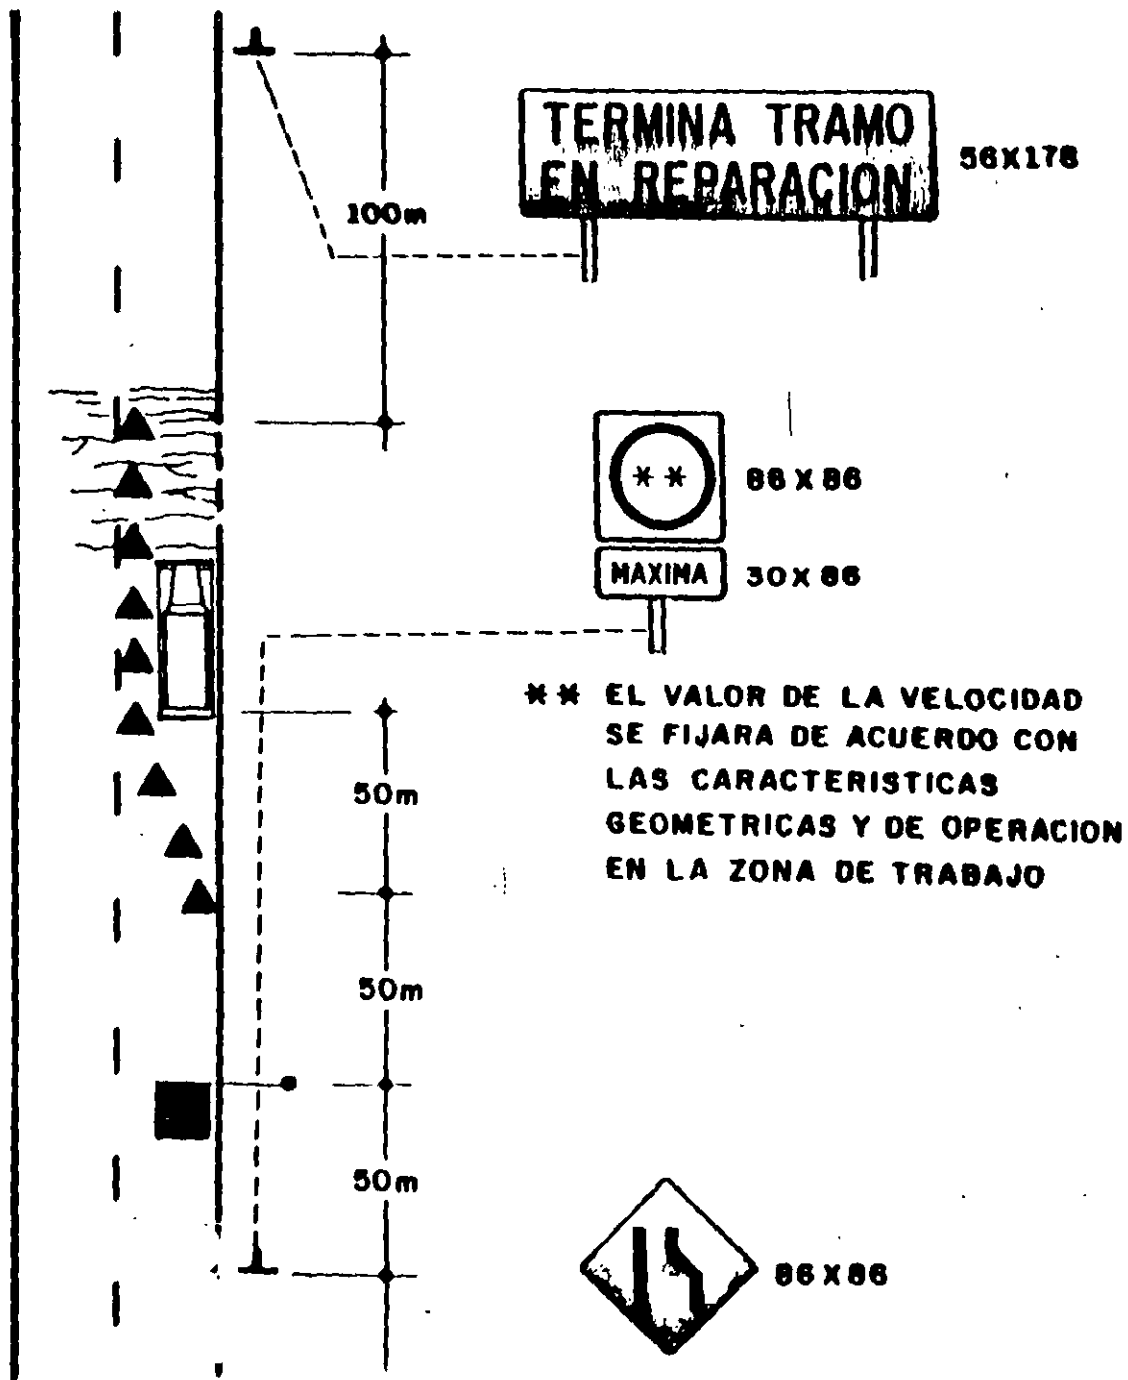 TERMINA TRAMO
EN REPARACION
56X178
100m
**
86 X 86
MAXIMA
30 X 86
** EL VALOR DE LA VELOCIDAD
SE FIJARA DE ACUERDO CON
LAS CARACTERISTICAS
GEOMETRICAS Y DE OPERACION
EN LA ZONA DE TRABAJO
50m
50m
50m
86 X 86